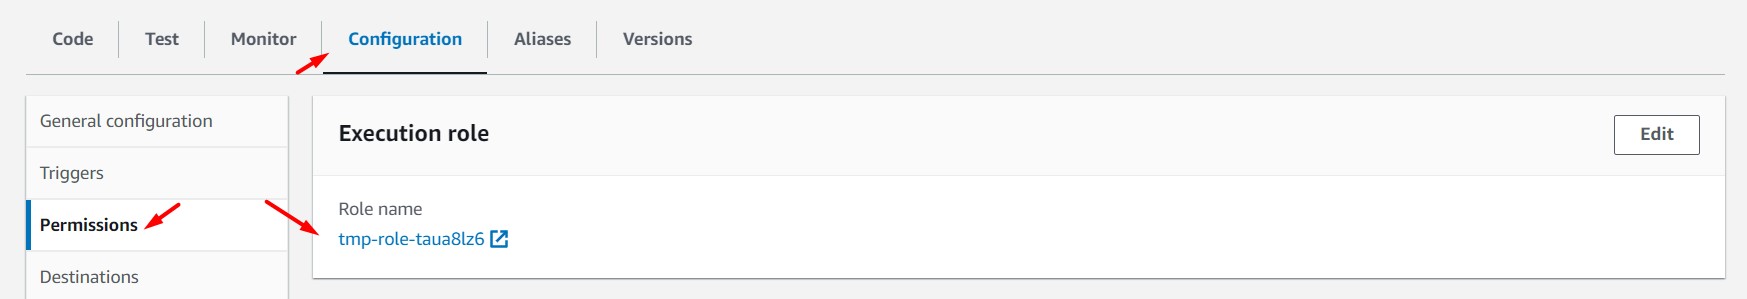 Code Test Monitor Configuration Aliases Versions
General configuration
Triggers
Permissions
Destinations
Execution role
Edit
Role name
tmp-role-taua8lz6